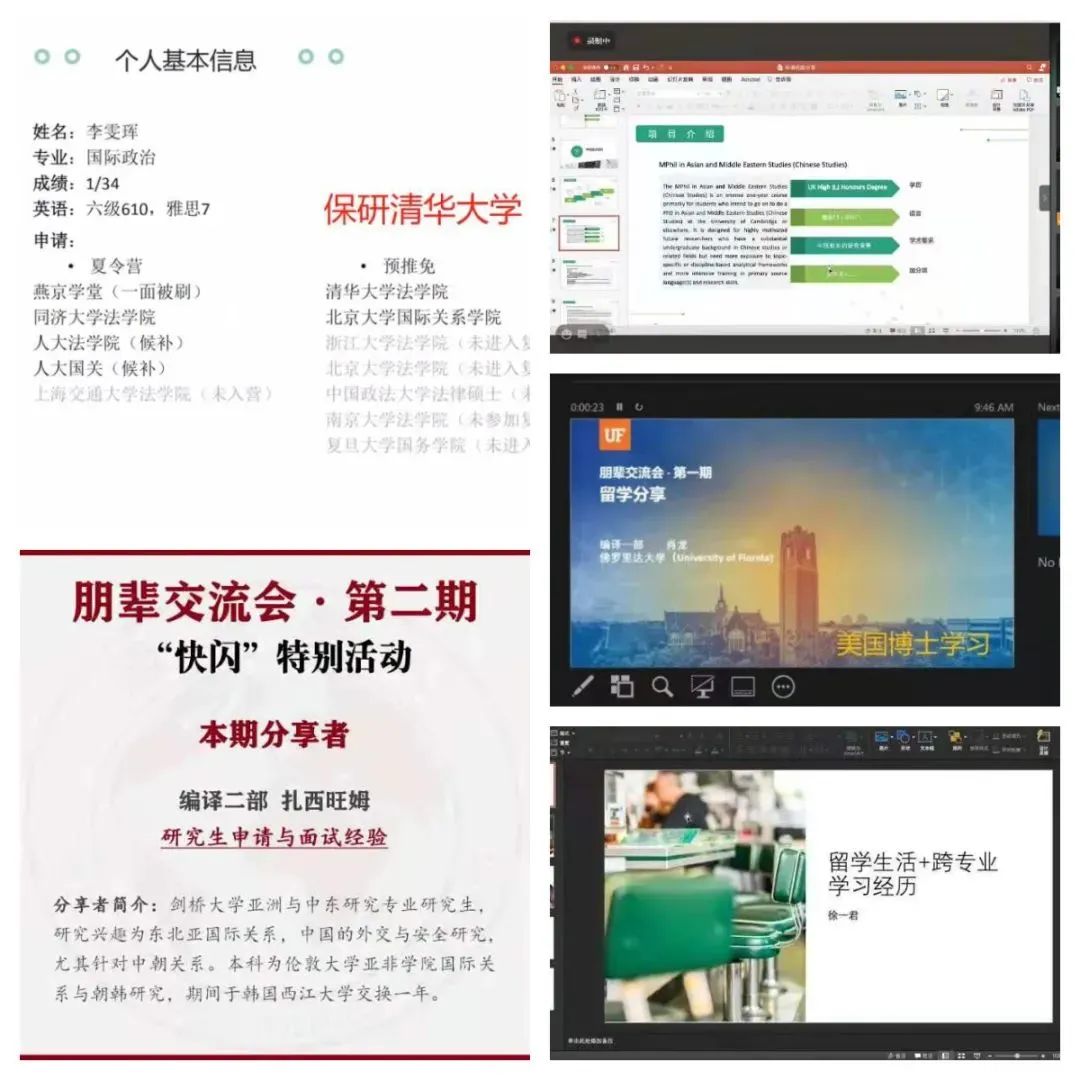 个人基本信息
姓名：李雯珲
专业：国际政治
成绩：1/34
英语：六级610，雅思7
申请：
• 夏令营
燕京学堂（一面被刷）
同济大学法学院
人大法学院（候补）
人大国关（候补）
上海交通大学法学院（未入营）
保研清华大学
• 预推免
清华大学法学院
北京大学国际关系学院
浙江大学法学院（未进入复
北京大学法学院（未进入复
中国政法大学法律硕士（未
南京大学法学院（未参加复
复旦大学国务学院（未进入
录制中
项目介绍
MPhil in Asian and Middle Eastern Studies (Chinese Studies)
The MPhil in Asian and Middle Eastern Studies
(Chinese Studies) is an intense one-year course
primarily for students who intend to go on to do a
PhD in Asian and Middle Eastern Studies (Chinese
Studies) at the University of Cambridge or
elsewhere. It is designed for highly motivated
future researchers who have a substantial
undergraduate background in Chinese studies or
related fields but need more exposure to topic-
specific or discipline-based analytical frameworks
and more intensive training in primary source
language(s) and research skills.
UK High II.I Honours Degree
学历
语言
学术要求
加分项
0:00:23
9:46 AM
Next
UF
朋辈交流会·第一期
留学分享
编译一部 肖龙
佛罗里达大学（University of Florida）
美国博士学习
No
朋辈交流会·第二期
“快闪”特别活动
本期分享者
编译二部 扎西旺姆
研究生申请与面试经验
分享者简介：剑桥大学亚洲与中东研究专业研究生，
研究兴趣为东北亚国际关系，中国的外交与安全研究，
尤其针对中朝关系。本科为伦敦大学亚非学院国际关
系与朝韩研究，期间于韩国西江大学交换一年。
留学生活+跨专业
学习经历
徐一君
单击此处添加备注